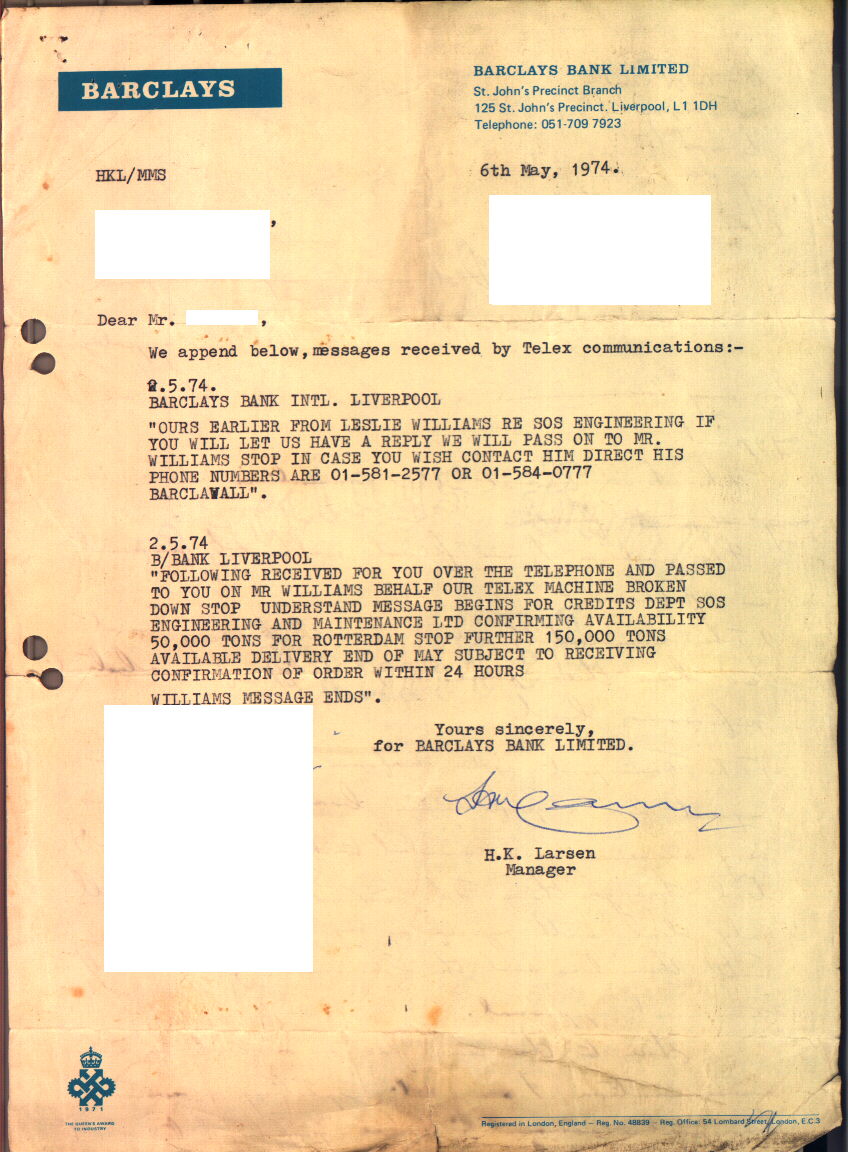 BARCLAYS
BARCLAYS BANK LIMITED
St. John's Precinct Branch
125 St. John's Precinct. Liverpool, L1 1DH
Telephone: 051-709 7923
HKL/MMS
6th May, 1974.
,
Dear Mr. ,
We append below,messages received by Telex communications:-
2.5.74.
BARCLAYS BANK INTL. LIVERPOOL
"OURS EARLIER FROM LESLIE WILLIAMS RE SOS ENGINEERING IF
YOU WILL LET US HAVE A REPLY WE WILL PASS ON TO MR.
WILLIAMS STOP IN CASE YOU WISH CONTACT HIM DIRECT HIS
PHONE NUMBERS ARE 01-581-2577 OR 01-584-0777
BARCLAWALL".
2.5.74
B/BANK LIVERPOOL
"FOLLOWING RECEIVED FOR YOU OVER THE TELEPHONE AND PASSED
TO YOU ON MR WILLIAMS BEHALF OUR TELEX MACHINE BROKEN
DOWN STOP UNDERSTAND MESSAGE BEGINS FOR CREDITS DEPT SOS
ENGINEERING AND MAINTENANCE LTD CONFIRMING AVAILABILITY
50,000 TONS FOR ROTTERDAM STOP FURTHER 150,000 TONS
AVAILABLE DELIVERY END OF MAY SUBJECT TO RECEIVING
CONFIRMATION OF ORDER WITHIN 24 HOURS
WILLIAMS MESSAGE ENDS".
Yours sincerely,
for BARCLAYS BANK LIMITED.
H.K. Larsen
Manager
1971
THE QUEEN'S AWARD
TO INDUSTRY
Registered in London, England – Reg. No. 48839 – Reg. Office: 54 Lombard Street, London, E.C.3